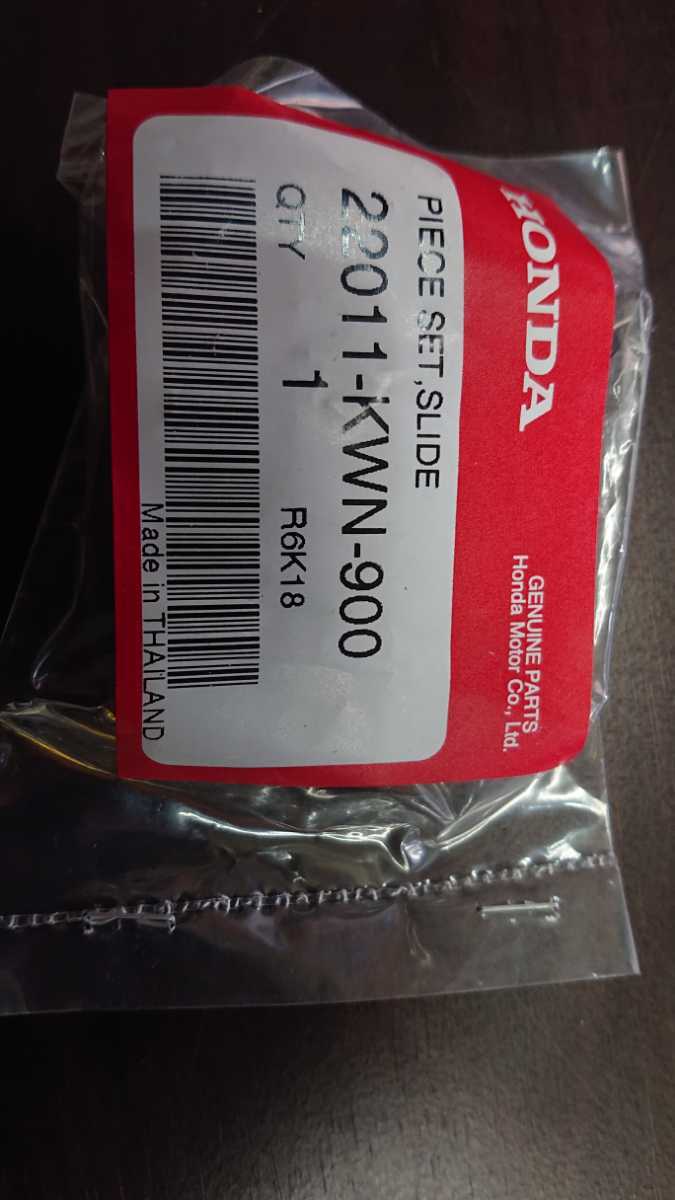 HONDA
GENUINE PARTS
Honda Motor Co., Ltd.
PIECE SET,SLIDE
22011-KWN-900
QTY 1 R6K18
Made in THAILAND